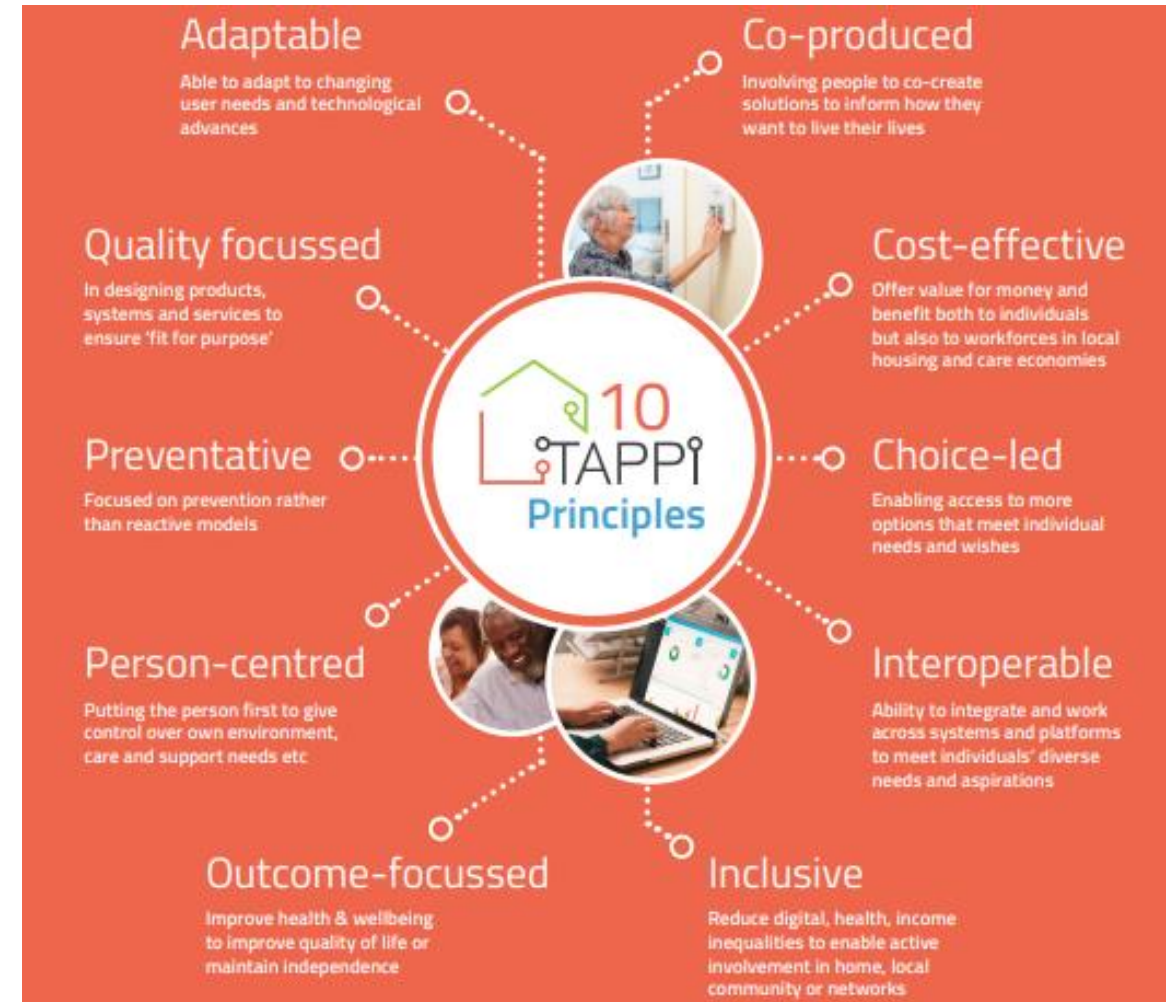 Adaptable
Able to adapt to changing
user needs and technological
advances
Co-produced
Involving people to co-create
solutions to inform how they
want to live their lives
Quality focussed
In designing products,
systems and services to
ensure ‘fit for purpose’
Cost-effective
Offer value for money and
benefit both to individuals
but also to workforces in local
housing and care economies
10
TAPPi
Principles
Preventative
Focused on prevention rather
than reactive models
Choice-led
Enabling access to more
options that meet individual
needs and wishes
Person-centred
Putting the person first to give
control over own environment,
care and support needs etc
Interoperable
Ability to integrate and work
across systems and platforms
to meet individuals’ diverse
needs and aspirations
Outcome-focussed
Improve health & wellbeing
to improve quality of life or
maintain independence
Inclusive
Reduce digital, health, income
inequalities to enable active
involvement in home, local
community or networks